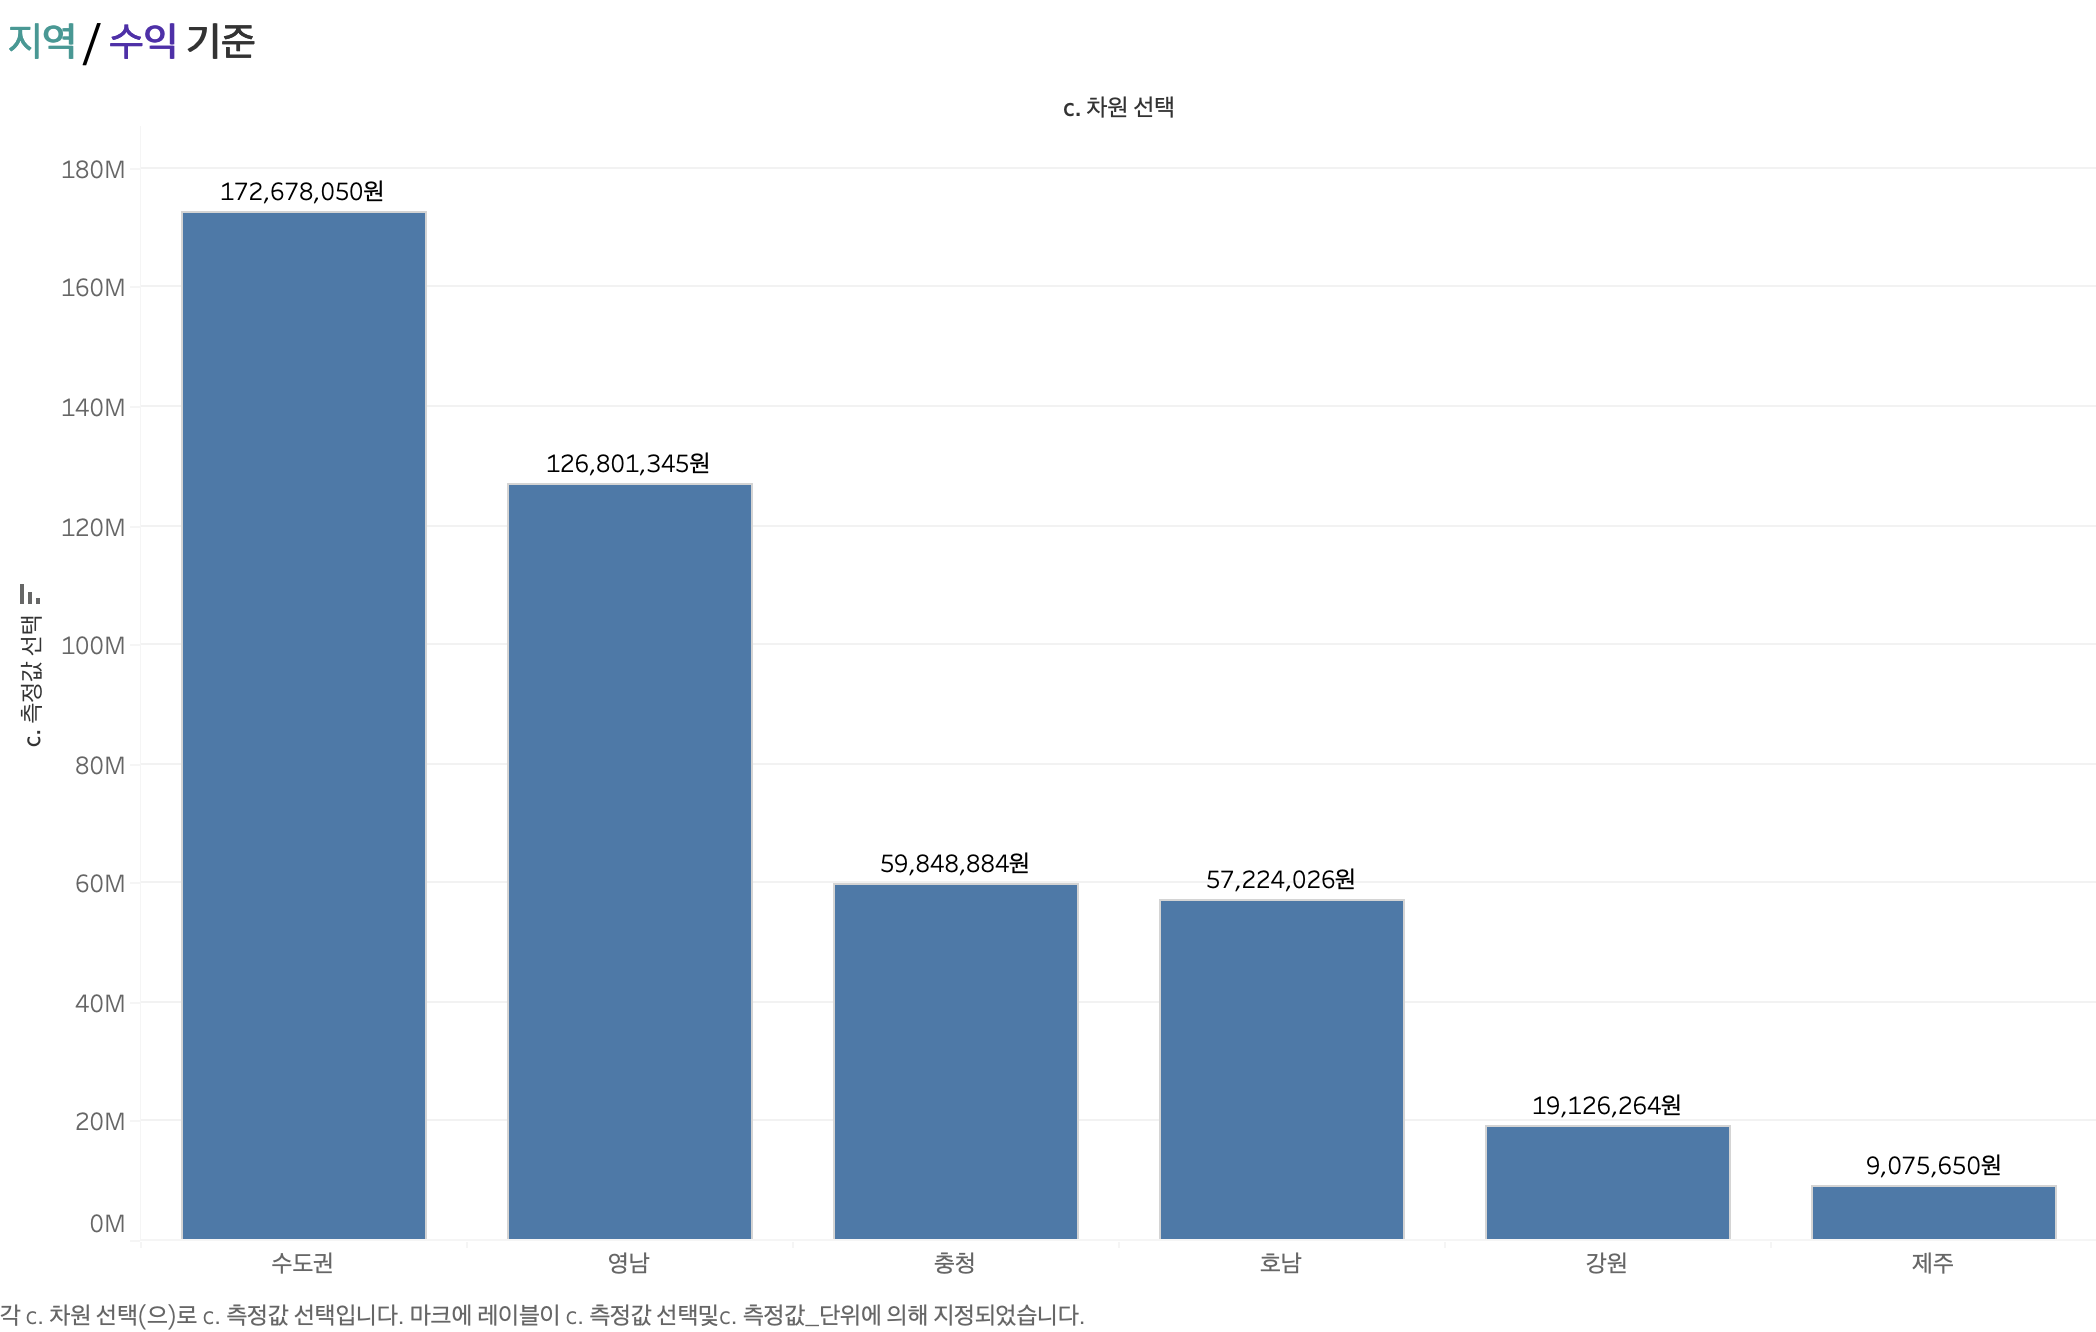 지역 / 수익 기준
c. 차원 선택
180M
160M
140M
120M
100M
80M
60M
40M
20M
0M
c. 측정값 선택
172,678,050원
126,801,345원
59,848,884원
57,224,026원
19,126,264원
9,075,650원
수도권
영남
충청
호남
강원
제주
각 c. 차원 선택(으)로 c. 측정값 선택입니다. 마크에 레이블이 c. 측정값 선택및c. 측정값_단위에 의해 지정되었습니다.